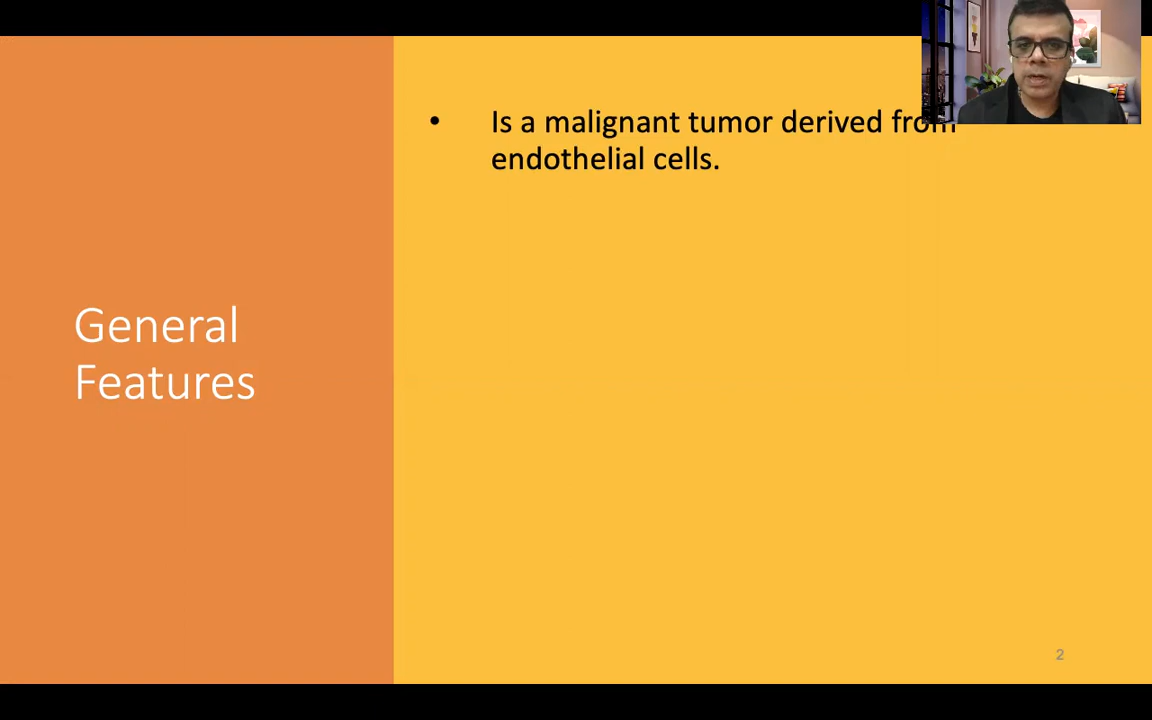 General
Features
• Is a malignant tumor derived from
endothelial cells.
2